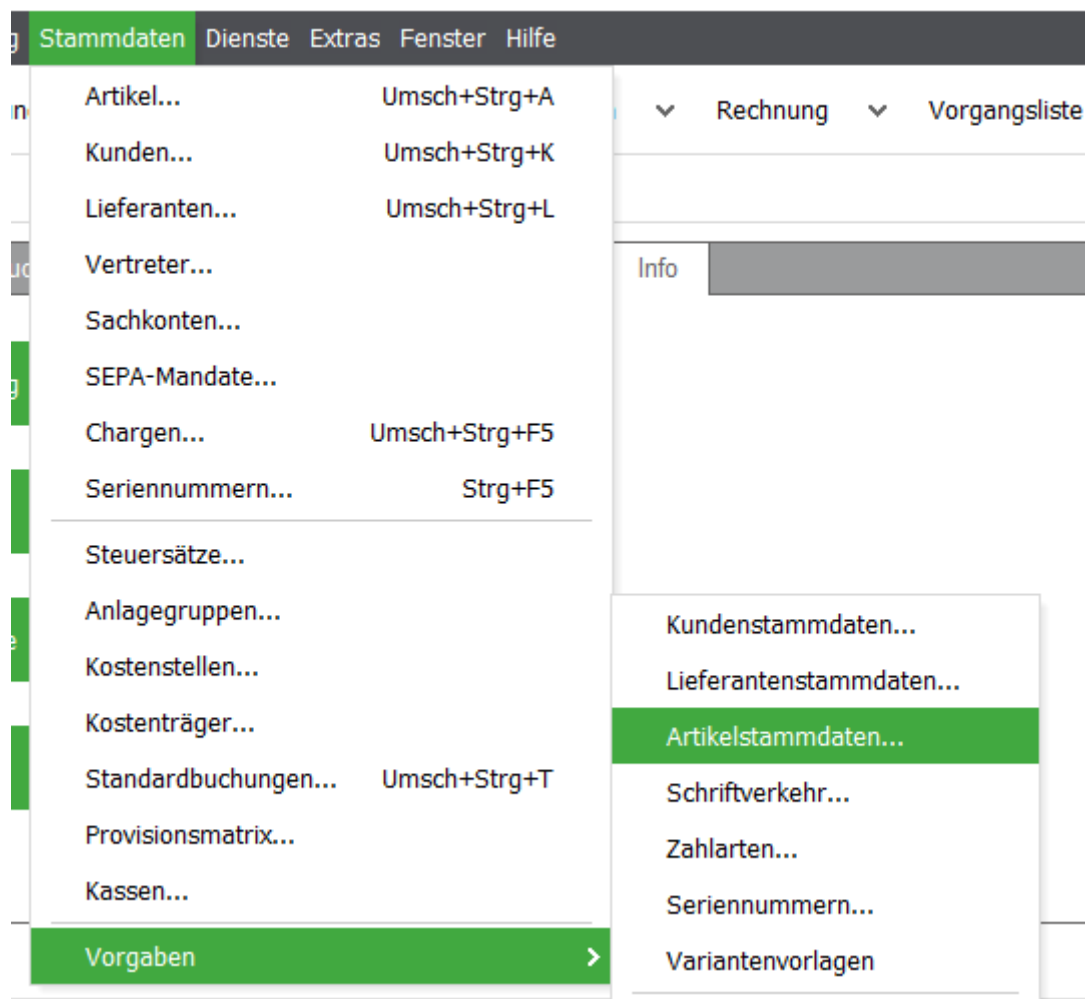 Stammdaten Dienste Extras Fenster Hilfe
Artikel... Umsch+Strg+A
Rechnung Vorgangsliste
Kunden... Umsch+Strg+K
Lieferanten... Umsch+Strg+L
Vertreter...
Info
Sachkonten...
SEPA-Mandate...
Chargen... Umsch+Strg+F5
Seriennummern... Strg+F5
Steuersätze...
Anlagegruppen...
Kostenstellen...
Kostenträger...
Standardbuchungen... Umsch+Strg+T
Provisionsmatrix...
Kassen...
Vorgaben
Kundenstammdaten...
Lieferantenstammdaten...
Artikelstammdaten...
Schriftverkehr...
Zahlarten...
Seriennummern...
Variantenvorlagen